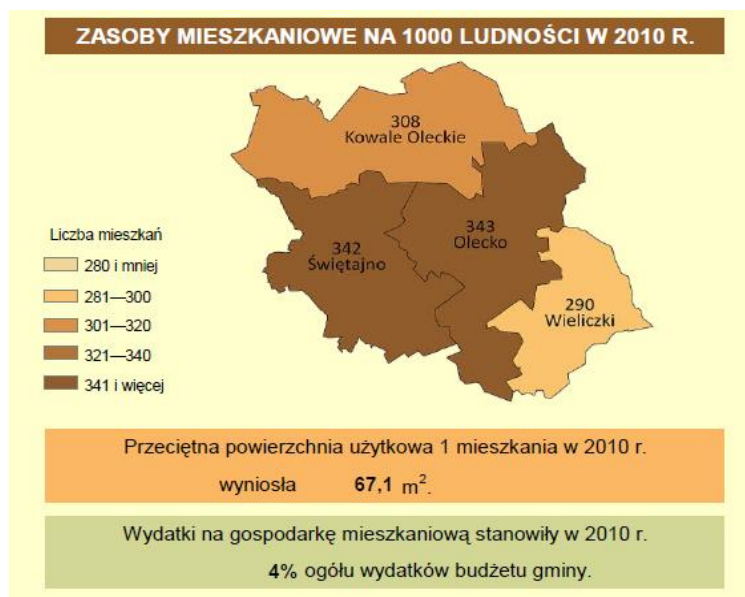 ZASOBY MIESZKANIOWE NA 1000 LUDNOŚCI W 2010 R.
308
Kowale Oleckie
343
Olecko
342
Świętajno
290
Wieliczki
Liczba mieszkań
280 i mniej
281—300
301—320
321—340
341 i więcej
Przeciętna powierzchnia użytkowa 1 mieszkania w 2010 r.
wyniosła 67,1 m².
Wydatki na gospodarkę mieszkaniową stanowiły w 2010 r.
4% ogółu wydatków budżetu gminy.